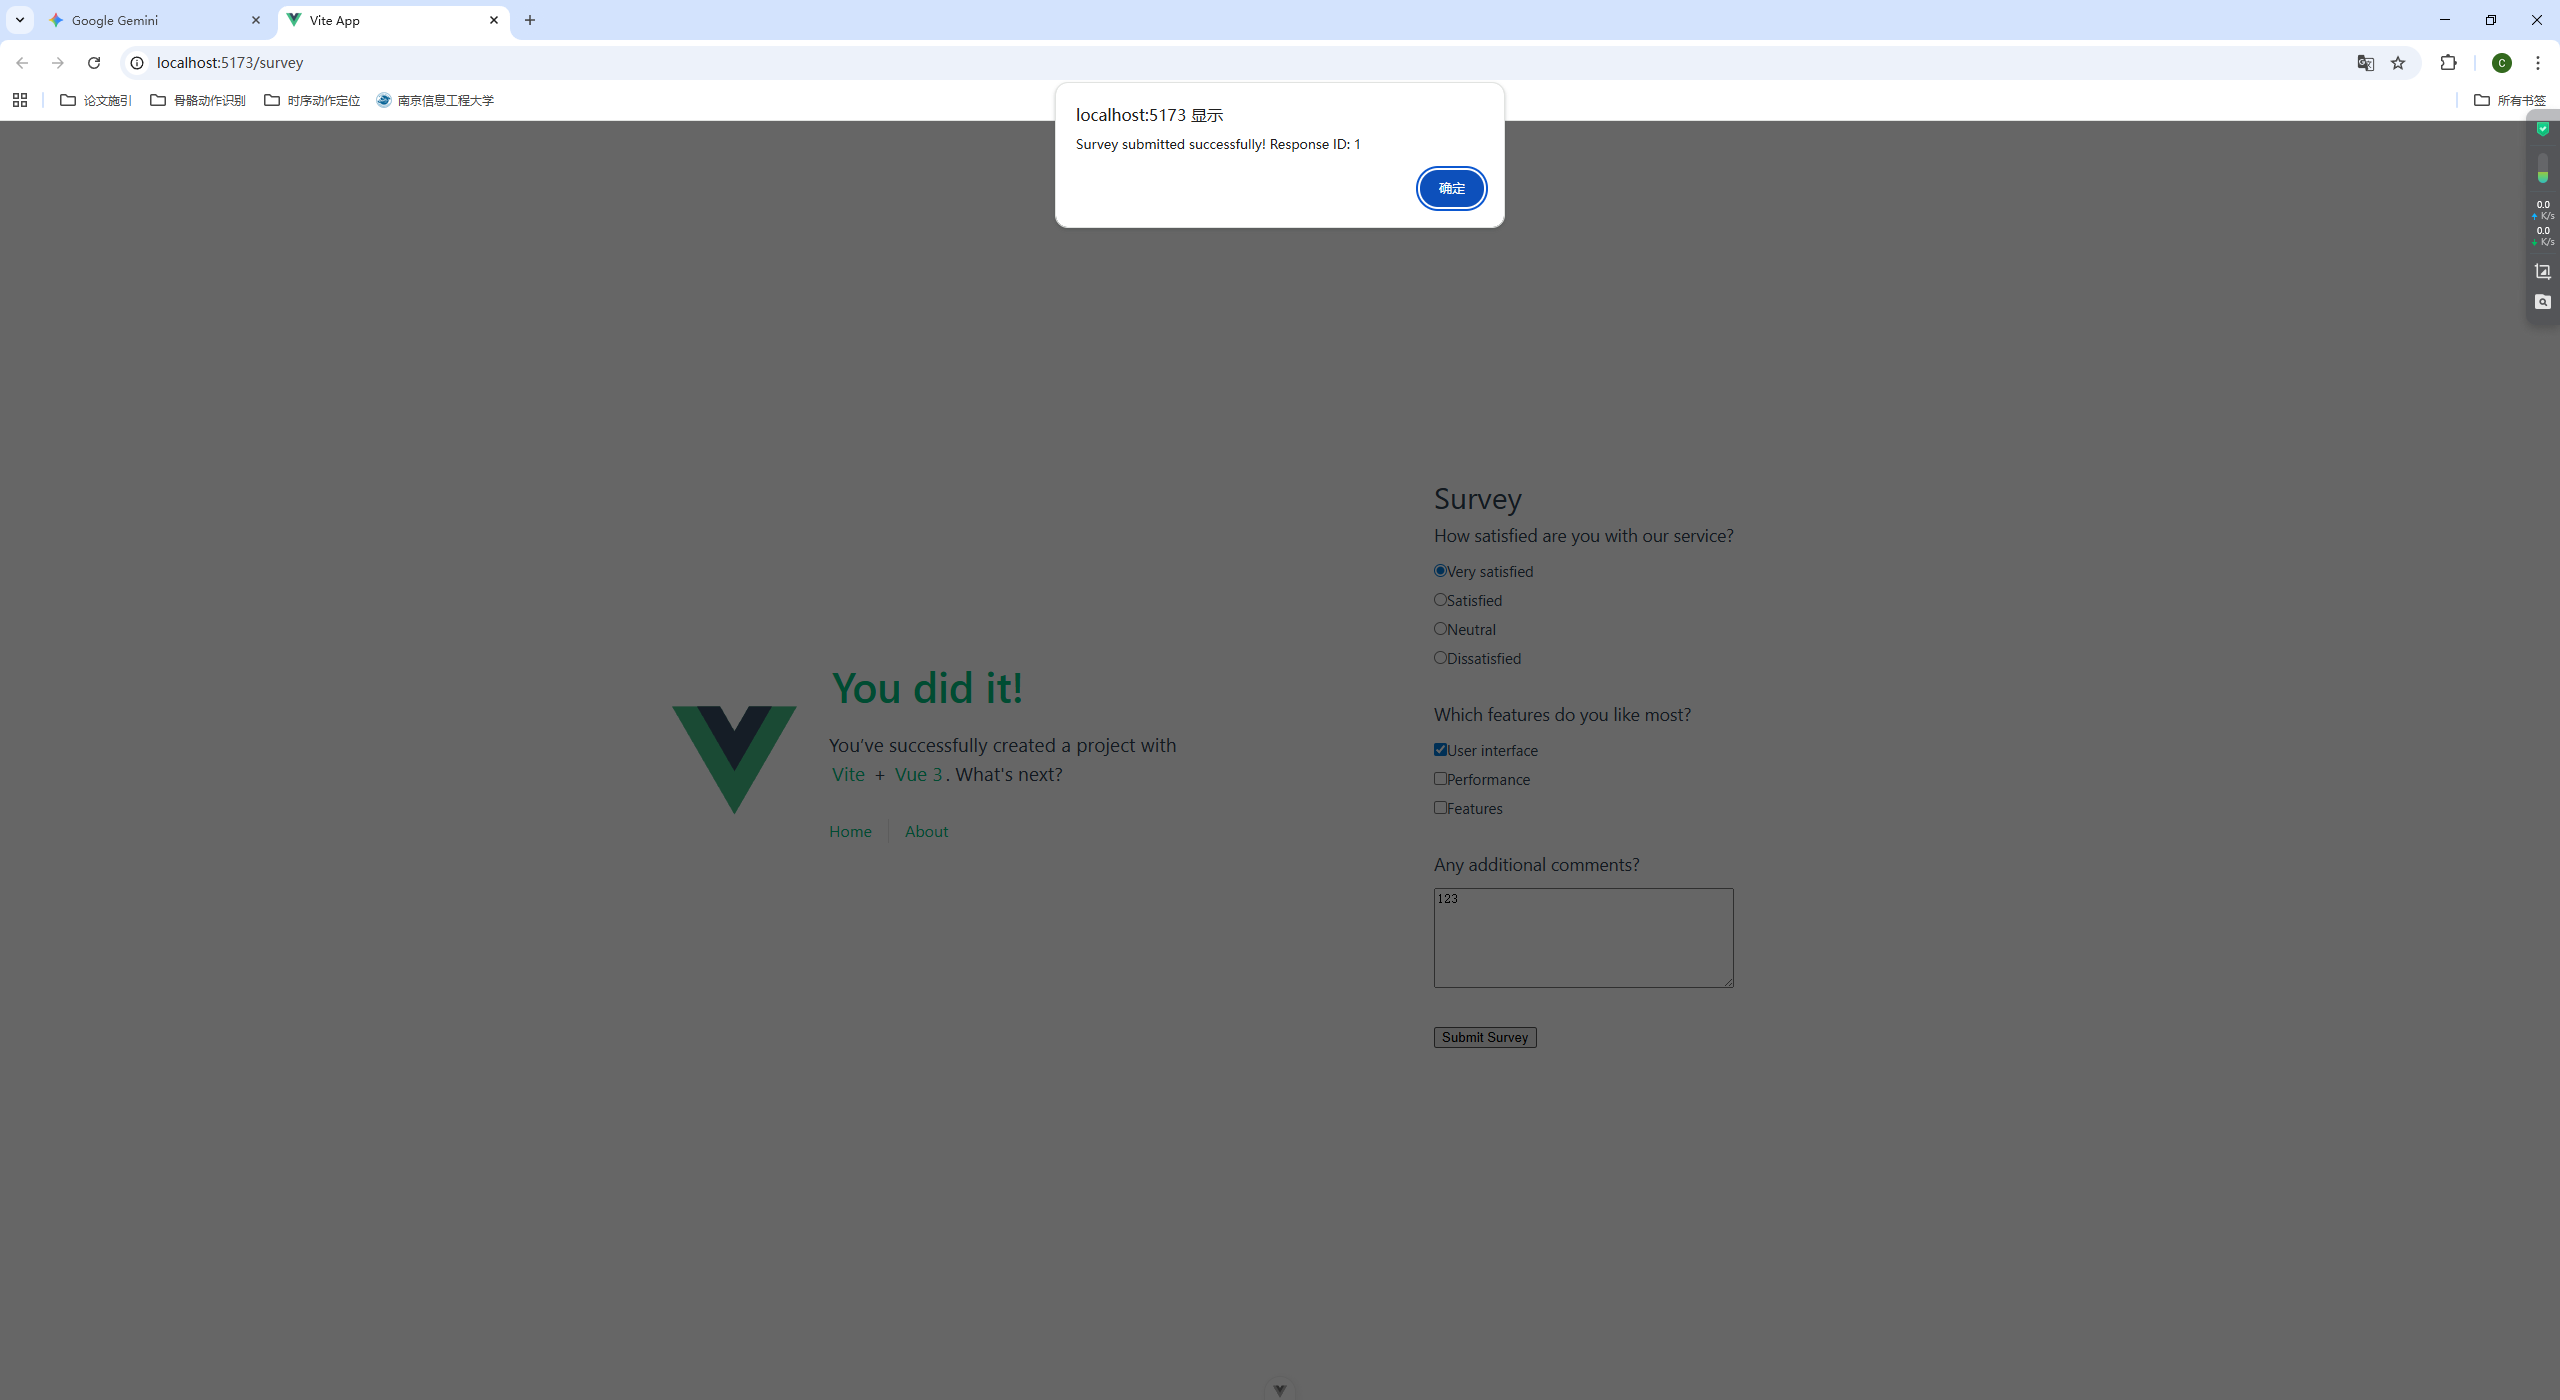 Google Gemini
Vite App
localhost:5173/survey
C
论文施引
骨骼动作识别
时序动作定位
南京信息工程大学
所有书签
localhost:5173 显示
Survey submitted successfully! Response ID: 1
确定
0.0
K/s
0.0
K/s
You did it!
You've successfully created a project with
Vite + Vue 3. What's next?
Home
About
Survey
How satisfied are you with our service?
Very satisfied
Satisfied
Neutral
Dissatisfied
Which features do you like most?
User interface
Performance
Features
Any additional comments?
123
Submit Survey